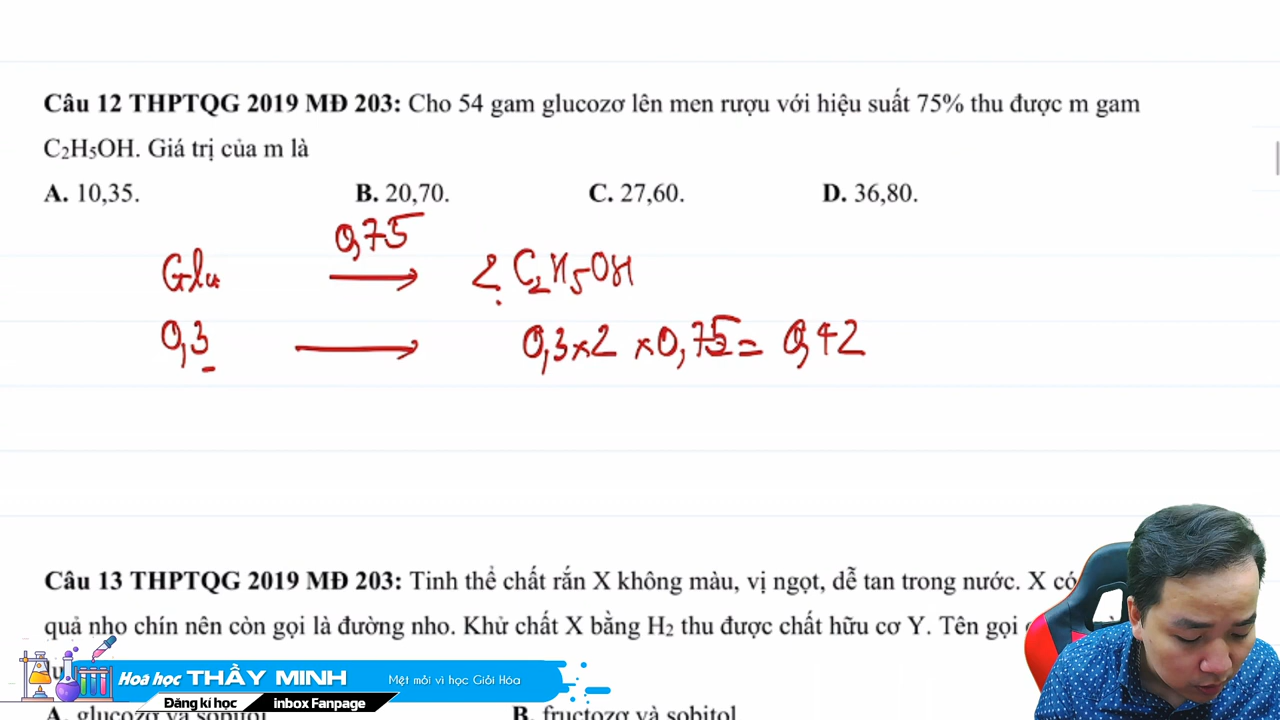 Câu 12 THPTQG 2019 MĐ 203: Cho 54 gam glucozơ lên men rượu với hiệu suất 75% thu được m gam
C2H5OH. Giá trị của m là
A. 10,35. B. 20,70. C. 27,60. D. 36,80.
0,75
Glu → 2 C2H5OH
0,3 → 0,3×2 ×0,75 = 0,42
Câu 13 THPTQG 2019 MĐ 203: Tinh thể chất rắn X không màu, vị ngọt, dễ tan trong nước. X có
quả nho chín nên còn gọi là đường nho. Khử chất X bằng H2 thu được chất hữu cơ Y. Tên gọi
Hoá học THẦY MINH Mệt mỏi vì học Giỏi Hóa
Đăng kí học inbox Fanpage
A. glucozơ và sobitol B. fructozơ và sobitol